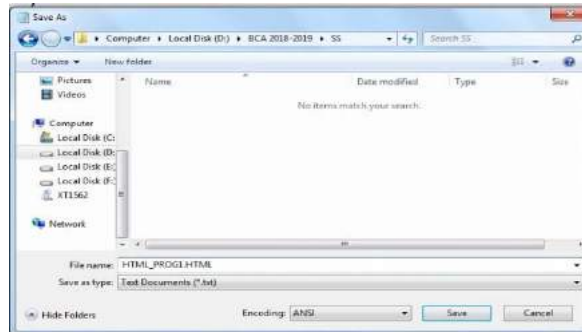 Save As
Computer ▸ Local Disk (D:) ▸ BCA 2018-2019 ▸ SS
Search SS
Organize
New folder
Name
Date modified
Type
Size
No items match your search.
Pictures
Videos
Computer
Local Disk (C:
Local Disk (D:
Local Disk (E:
Local Disk (F:
XT1562
Network
File name: HTML_PROG1.HTML
Save as type: Text Documents (*.txt)
Hide Folders
Encoding: ANSI
Save
Cancel